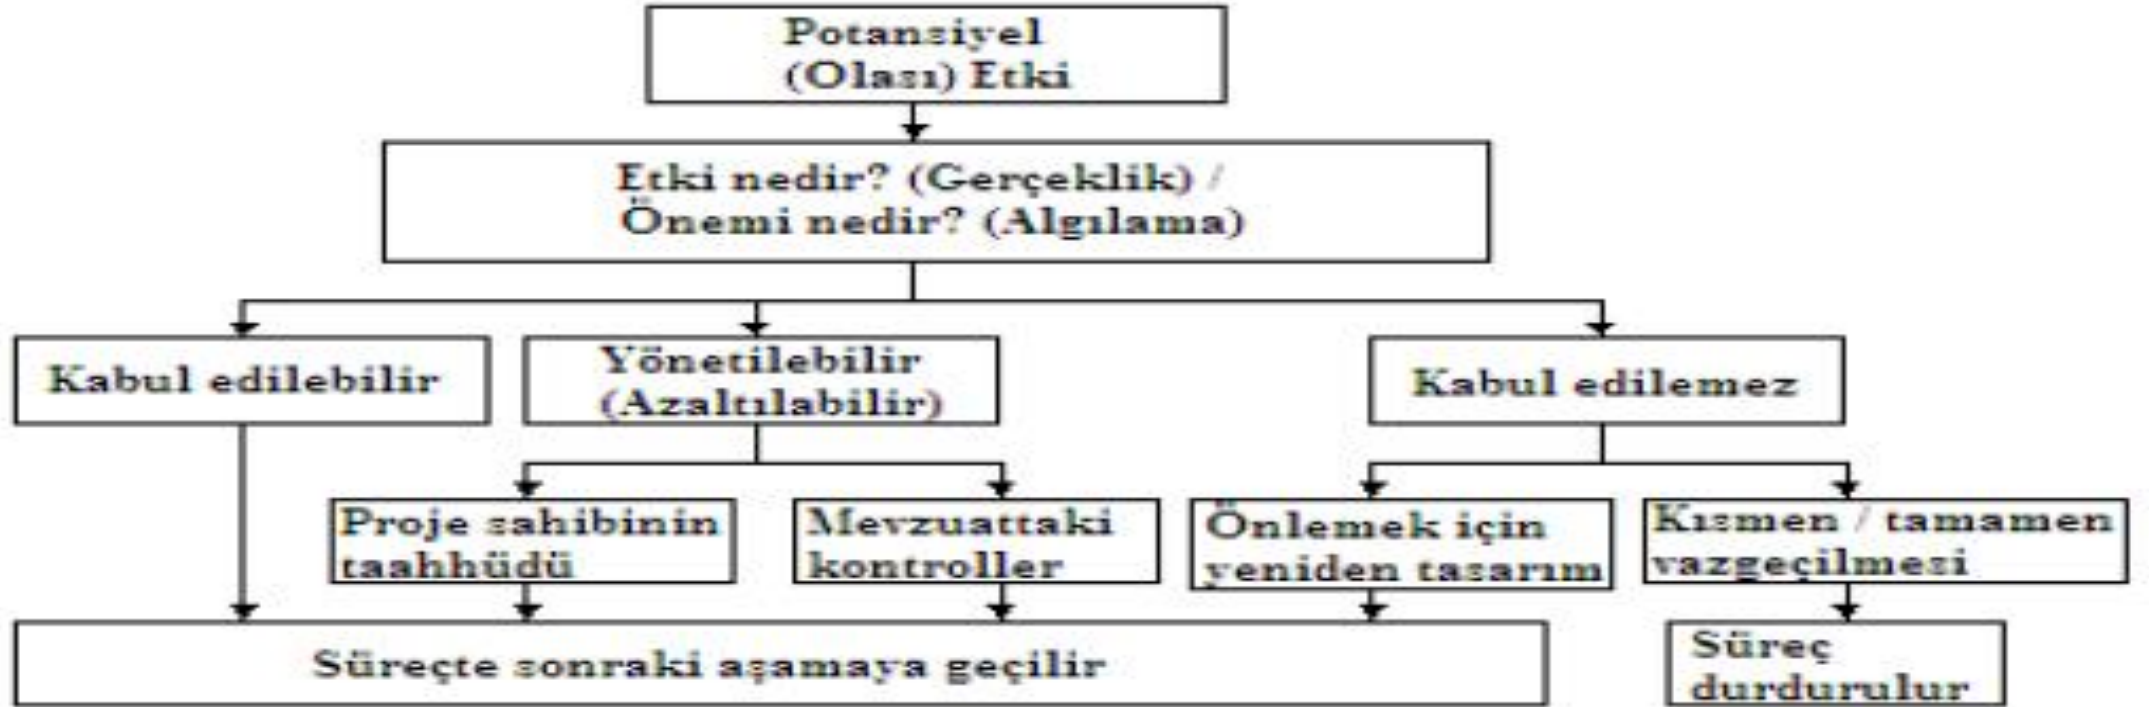 Potansiyel
(Olası) Etki
Etki nedir? (Gerçeklik) /
Önemi nedir? (Algılama)
Kabul edilebilir
Yönetilebilir
(Azaltılabilir)
Kabul edilemez
Proje sahibinin
taahhüdü
Mevzuattaki
kontroller
Önlemek için
yeniden tasarım
Kısmen / tamamen
vazgeçilmesi
Süreçte sonraki aşamaya geçilir
Süreç
durdurulur